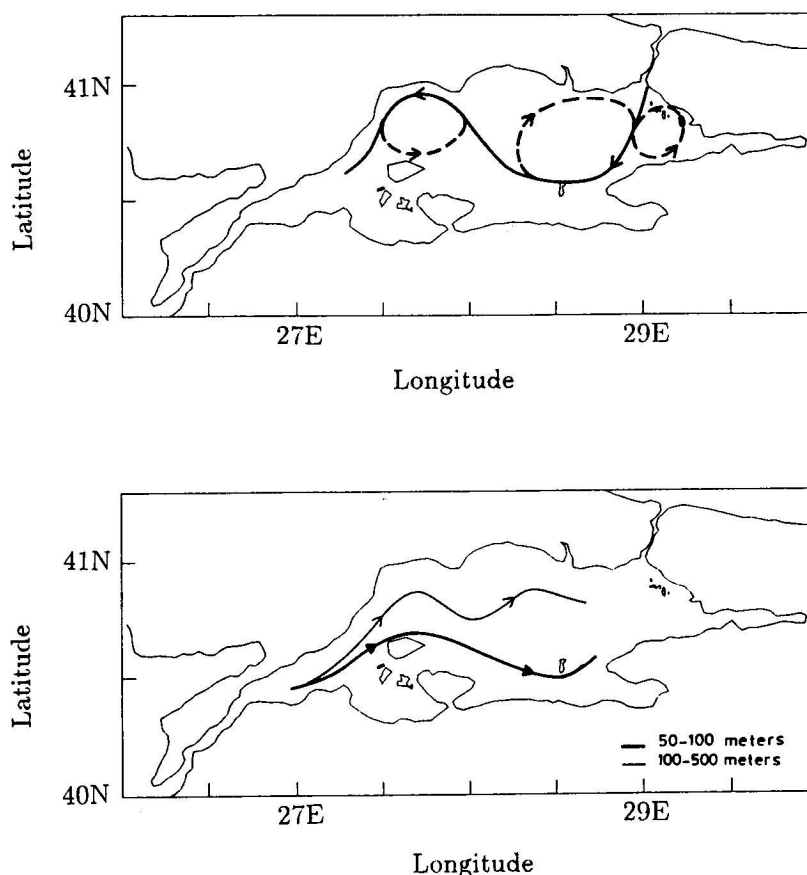 Latitude
41N
40N
27E
29E
Longitude
Latitude
41N
40N
50-100 meters
100-500 meters
27E
29E
Longitude